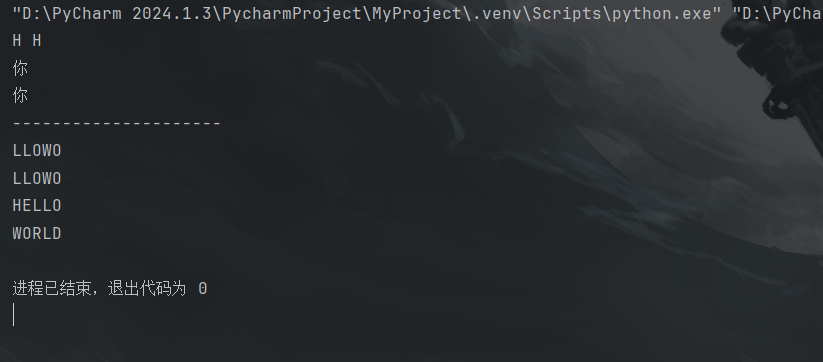 "D:\PyCharm 2024.1.3\PycharmProject\MyProject\.venv\Scripts\python.exe" "D:\PyCha
H H
你
你
---------------------
LLOWO
LLOWO
HELLO
WORLD
进程已结束，退出代码为 0